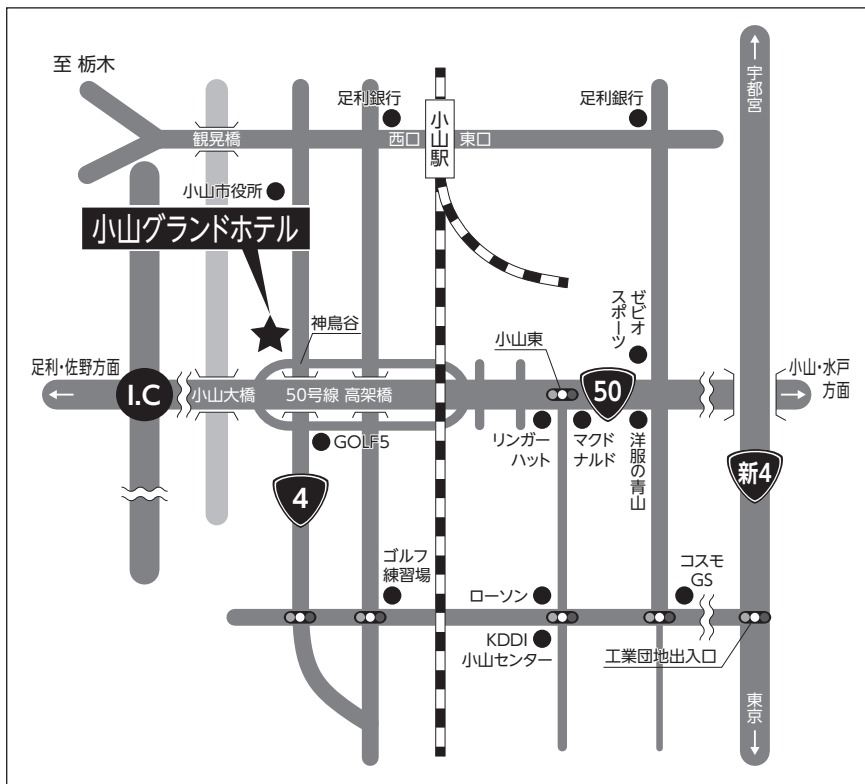 至 栃木
宇都宮
足利銀行
足利銀行
観晃橋
西口
小山駅
東口
小山市役所
小山グランドホテル
神鳥谷
小山東
ゼビオ
スポーツ
足利・佐野方面
I.C
小山大橋
50号線 高架橋
50
小山・水戸
方面
GOLF5
リンガー
ハット
マクド
ナルド
洋服の青山
4
新4
ゴルフ
練習場
ローソン
コスモ
GS
KDDI
小山センター
工業団地出入口
東京